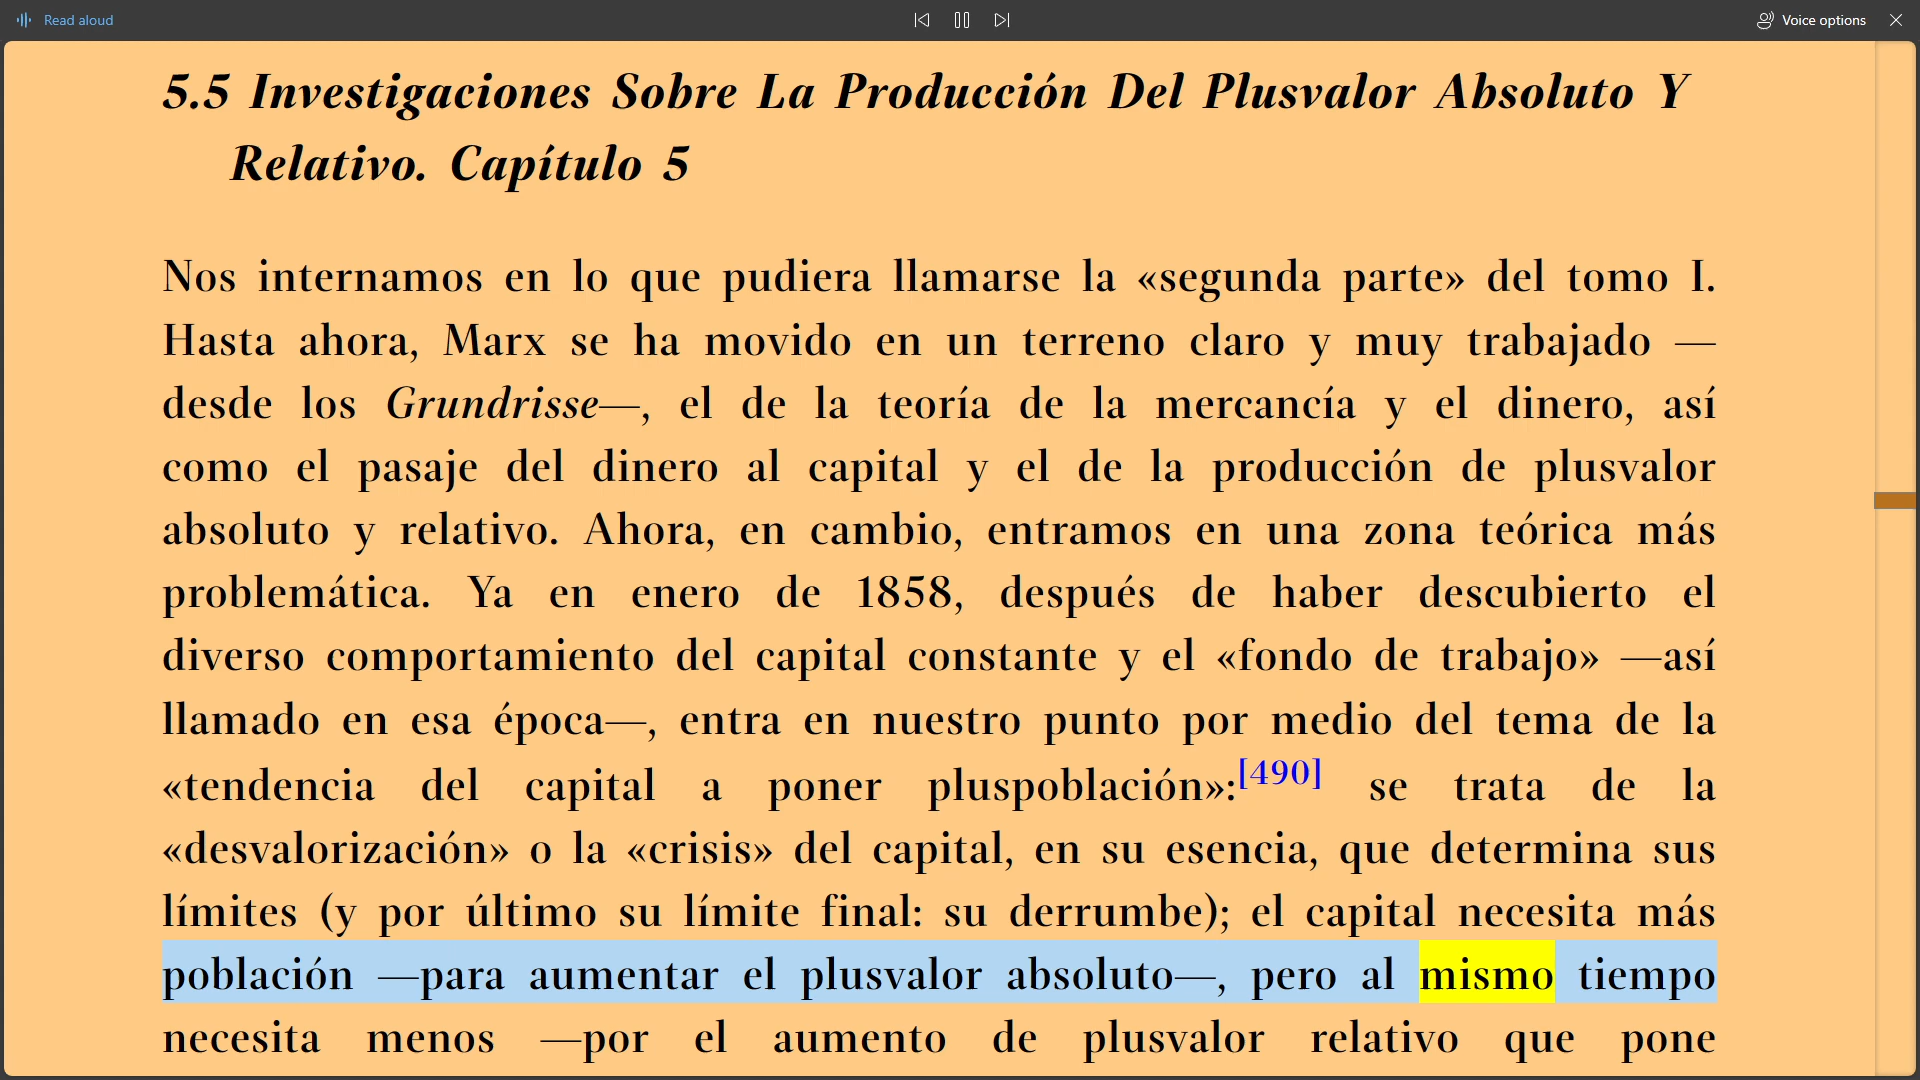 Read aloud
Voice options
5.5 Investigaciones Sobre La Producción Del Plusvalor Absoluto Y
Relativo. Capítulo 5
Nos internamos en lo que pudiera llamarse la «segunda parte» del tomo I.
Hasta ahora, Marx se ha movido en un terreno claro y muy trabajado —
desde los Grundrisse—, el de la teoría de la mercancía y el dinero, así
como el pasaje del dinero al capital y el de la producción de plusvalor
absoluto y relativo. Ahora, en cambio, entramos en una zona teórica más
problemática. Ya en enero de 1858, después de haber descubierto el
diverso comportamiento del capital constante y el «fondo de trabajo» —así
llamado en esa época—, entra en nuestro punto por medio del tema de la
«tendencia del capital a poner pluspoblación»:[490] se trata de la
«desvalorización» o la «crisis» del capital, en su esencia, que determina sus
límites (y por último su límite final: su derrumbe); el capital necesita más
población —para aumentar el plusvalor absoluto—, pero al mismo tiempo
necesita menos —por el aumento de plusvalor relativo que pone